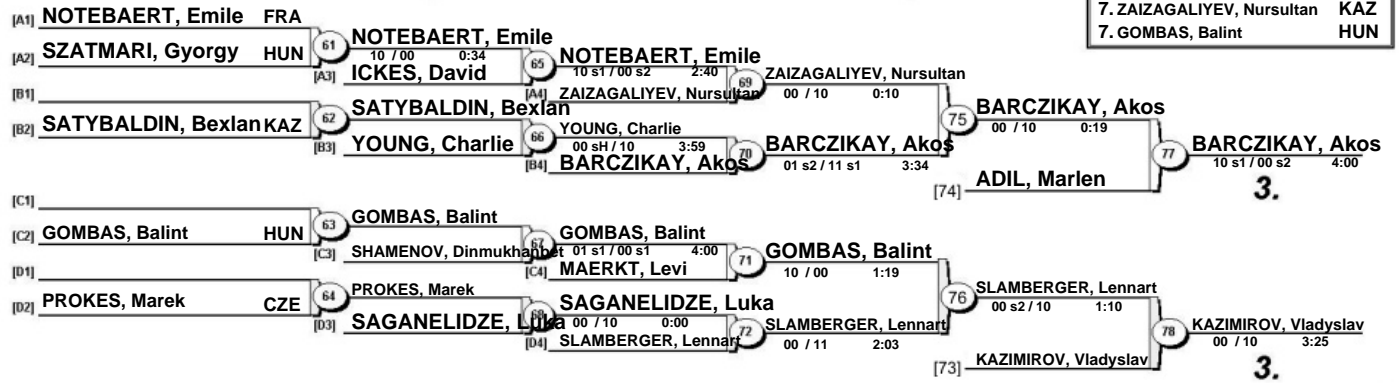 7. ZAIZAGALIYEV, Nursultan KAZ
7. GOMBAS, Balint HUN
[A1] NOTEBAERT, Emile FRA
[A2] SZATMARI, Gyorgy HUN
61
NOTEBAERT, Emile
10 / 00 0:34
[A3] ICKES, David
65
NOTEBAERT, Emile
10 s1 / 00 s2 2:40
[A4] ZAIZAGALIYEV, Nursultan
69
ZAIZAGALIYEV, Nursultan
00 / 10 0:10
[B1]
[B2] SATYBALDIN, Bexlan KAZ
62
SATYBALDIN, Bexlan
[B3] YOUNG, Charlie
66
YOUNG, Charlie
00 sH / 10 3:59
[B4] BARCZIKAY, Akos
70
BARCZIKAY, Akos
01 s2 / 11 s1 3:34
75
BARCZIKAY, Akos
00 / 10 0:19
[74] ADIL, Marlen
77
BARCZIKAY, Akos
10 s1 / 00 s2 4:00
3.
[C1]
[C2] GOMBAS, Balint HUN
63
GOMBAS, Balint
[C3] SHAMENOV, Dinmukhanbet
67
GOMBAS, Balint
01 s1 / 00 s1 4:00
[C4] MAERKT, Levi
71
GOMBAS, Balint
10 / 00 1:19
[D1]
[D2] PROKES, Marek CZE
64
PROKES, Marek
[D3] SAGANELIDZE, Luka
68
SAGANELIDZE, Luka
00 / 10 0:00
[D4] SLAMBERGER, Lennart
72
SLAMBERGER, Lennart
00 / 11 2:03
76
SLAMBERGER, Lennart
00 s2 / 10 1:10
[73] KAZIMIROV, Vladyslav
78
KAZIMIROV, Vladyslav
00 / 10 3:25
3.